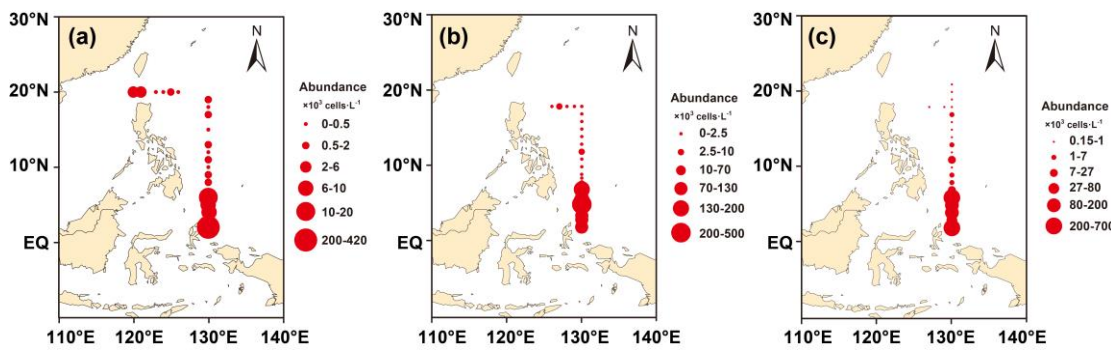 (a)
N
30°N
20°N
10°N
EQ
110°E 120°E 130°E 140°E
Abundance
×10³ cells·L⁻¹
0-0.5
0.5-2
2-6
6-10
10-20
200-420
(b)
N
30°N
20°N
10°N
EQ
110°E 120°E 130°E 140°E
Abundance
×10³ cells·L⁻¹
0-2.5
2.5-10
10-70
70-130
130-200
200-500
(c)
N
30°N
20°N
10°N
EQ
110°E 120°E 130°E 140°E
Abundance
×10³ cells·L⁻¹
0.15-1
1-7
7-27
27-80
80-200
200-700